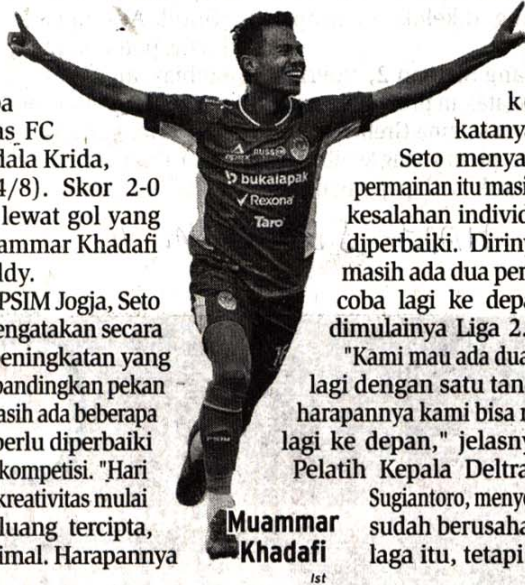 as FC
dala Krida,
4/8). Skor 2-0
lewat gol yang
ammar Khadafi
ldy.
PSIM Jogja, Seto
engatakan secara
eningkatan yang
bandingkan pekan
asih ada beberapa
perlu diperbaiki
kompetisi. "Hari
kreativitas mulai
luang tercipta,
imal. Harapannya
bukalapak
Rexona
Taro
PSIM
Muammar
Khadafi
Ist
k
katany
Seto menya
permainan itu masi
kesalahan individ
diperbaiki. Dirin
masih ada dua per
coba lagi ke dep
dimulainya Liga 2.
"Kami mau ada dua
lagi dengan satu tan
harapannya kami bisa
lagi ke depan," jelasny
Pelatih Kepala Deltra
Sugiantoro, meny
sudah berusaha
laga itu, tetapi